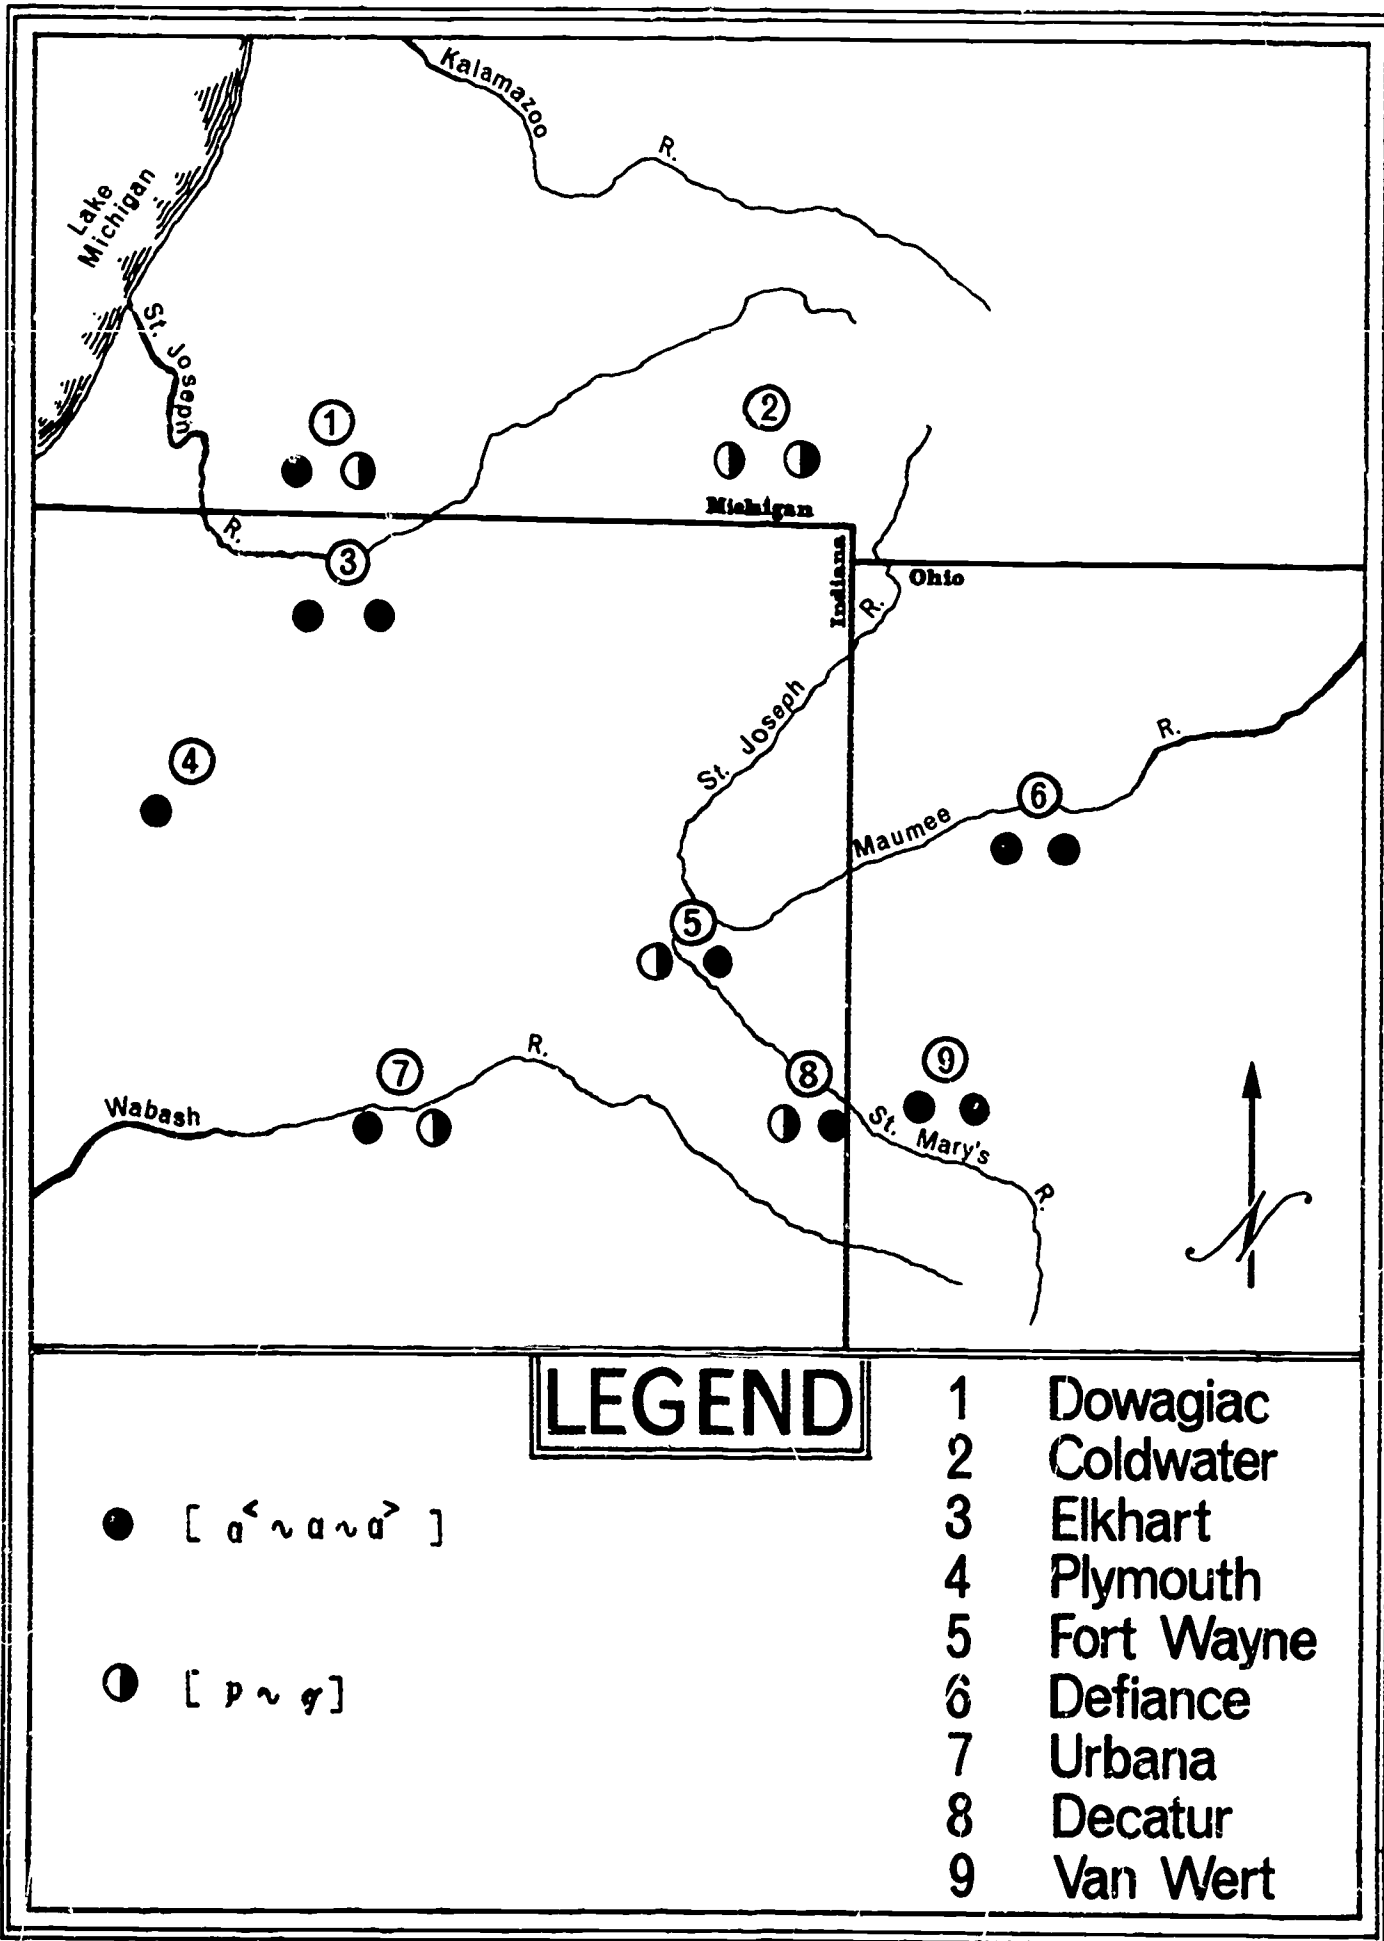 Kalamazoo R.
Lake
Michigan
St. Joseph R.
1
2
Michigan
Indiana
Ohio
3
St. Joseph R.
4
Maumee R.
6
5
Wabash R.
7
8
9
St. Mary's R.
N
LEGEND
[ ɑ˂ ~ ɑ ~ ɑ˃ ]
1 Dowagiac
2 Coldwater
3 Elkhart
4 Plymouth
5 Fort Wayne
6 Defiance
7 Urbana
8 Decatur
9 Van Wert